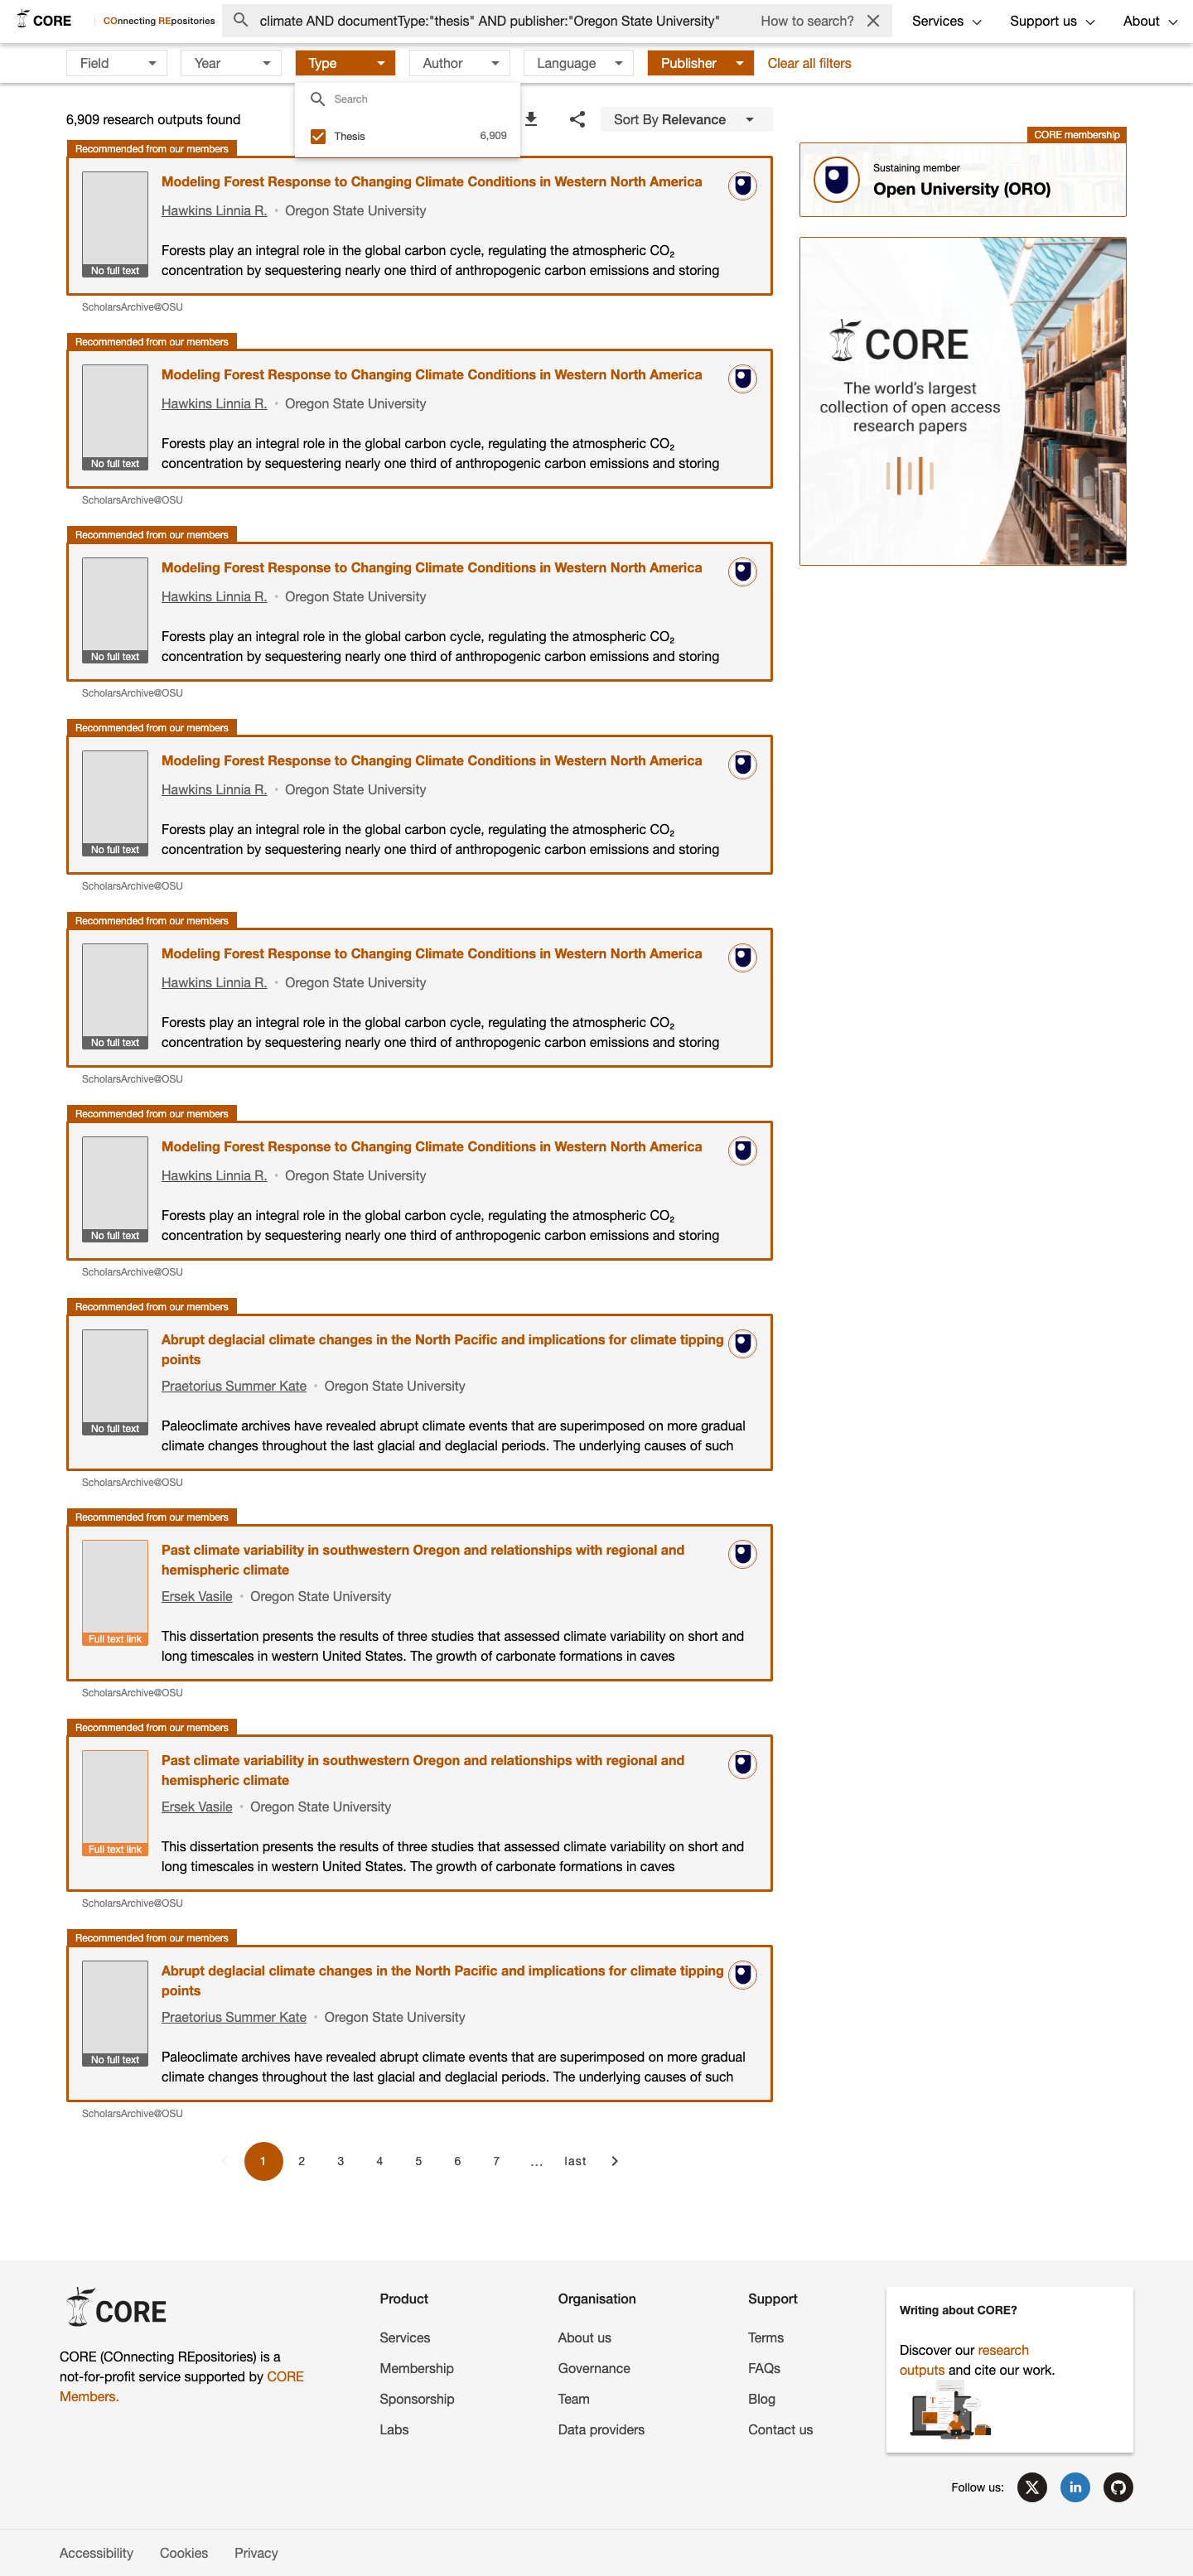 CORE
COnnecting REpositories
climate AND documentType:"thesis" AND publisher:"Oregon State University"
How to search?
Services
Support us
About
Field
Year
Type
Author
Language
Publisher
Clear all filters
Search
Thesis 6,909
6,909 research outputs found
Sort By Relevance
Recommended from our members
Modeling Forest Response to Changing Climate Conditions in Western North America
Hawkins Linnia R. • Oregon State University
Forests play an integral role in the global carbon cycle, regulating the atmospheric CO₂
concentration by sequestering nearly one third of anthropogenic carbon emissions and storing
No full text
ScholarsArchive@OSU
Recommended from our members
Modeling Forest Response to Changing Climate Conditions in Western North America
Hawkins Linnia R. • Oregon State University
Forests play an integral role in the global carbon cycle, regulating the atmospheric CO₂
concentration by sequestering nearly one third of anthropogenic carbon emissions and storing
No full text
ScholarsArchive@OSU
Recommended from our members
Modeling Forest Response to Changing Climate Conditions in Western North America
Hawkins Linnia R. • Oregon State University
Forests play an integral role in the global carbon cycle, regulating the atmospheric CO₂
concentration by sequestering nearly one third of anthropogenic carbon emissions and storing
No full text
ScholarsArchive@OSU
Recommended from our members
Modeling Forest Response to Changing Climate Conditions in Western North America
Hawkins Linnia R. • Oregon State University
Forests play an integral role in the global carbon cycle, regulating the atmospheric CO₂
concentration by sequestering nearly one third of anthropogenic carbon emissions and storing
No full text
ScholarsArchive@OSU
Recommended from our members
Modeling Forest Response to Changing Climate Conditions in Western North America
Hawkins Linnia R. • Oregon State University
Forests play an integral role in the global carbon cycle, regulating the atmospheric CO₂
concentration by sequestering nearly one third of anthropogenic carbon emissions and storing
No full text
ScholarsArchive@OSU
Recommended from our members
Modeling Forest Response to Changing Climate Conditions in Western North America
Hawkins Linnia R. • Oregon State University
Forests play an integral role in the global carbon cycle, regulating the atmospheric CO₂
concentration by sequestering nearly one third of anthropogenic carbon emissions and storing
No full text
ScholarsArchive@OSU
Recommended from our members
Abrupt deglacial climate changes in the North Pacific and implications for climate tipping
points
Praetorius Summer Kate • Oregon State University
Paleoclimate archives have revealed abrupt climate events that are superimposed on more gradual
climate changes throughout the last glacial and deglacial periods. The underlying causes of such
No full text
ScholarsArchive@OSU
Recommended from our members
Past climate variability in southwestern Oregon and relationships with regional and
hemispheric climate
Ersek Vasile • Oregon State University
This dissertation presents the results of three studies that assessed climate variability on short and
long timescales in western United States. The growth of carbonate formations in caves
Full text link
ScholarsArchive@OSU
Recommended from our members
Past climate variability in southwestern Oregon and relationships with regional and
hemispheric climate
Ersek Vasile • Oregon State University
This dissertation presents the results of three studies that assessed climate variability on short and
long timescales in western United States. The growth of carbonate formations in caves
Full text link
ScholarsArchive@OSU
Recommended from our members
Abrupt deglacial climate changes in the North Pacific and implications for climate tipping
points
Praetorius Summer Kate • Oregon State University
Paleoclimate archives have revealed abrupt climate events that are superimposed on more gradual
climate changes throughout the last glacial and deglacial periods. The underlying causes of such
No full text
ScholarsArchive@OSU
1 2 3 4 5 6 7 ... last
CORE membership
Sustaining member
Open University (ORO)
CORE
The world's largest
collection of open access
research papers
CORE
CORE (COnnecting REpositories) is a
not-for-profit service supported by CORE
Members.
Product
Services
Membership
Sponsorship
Labs
Organisation
About us
Governance
Team
Data providers
Support
Terms
FAQs
Blog
Contact us
Writing about CORE?
Discover our research
outputs and cite our work.
Follow us:
Accessibility
Cookies
Privacy